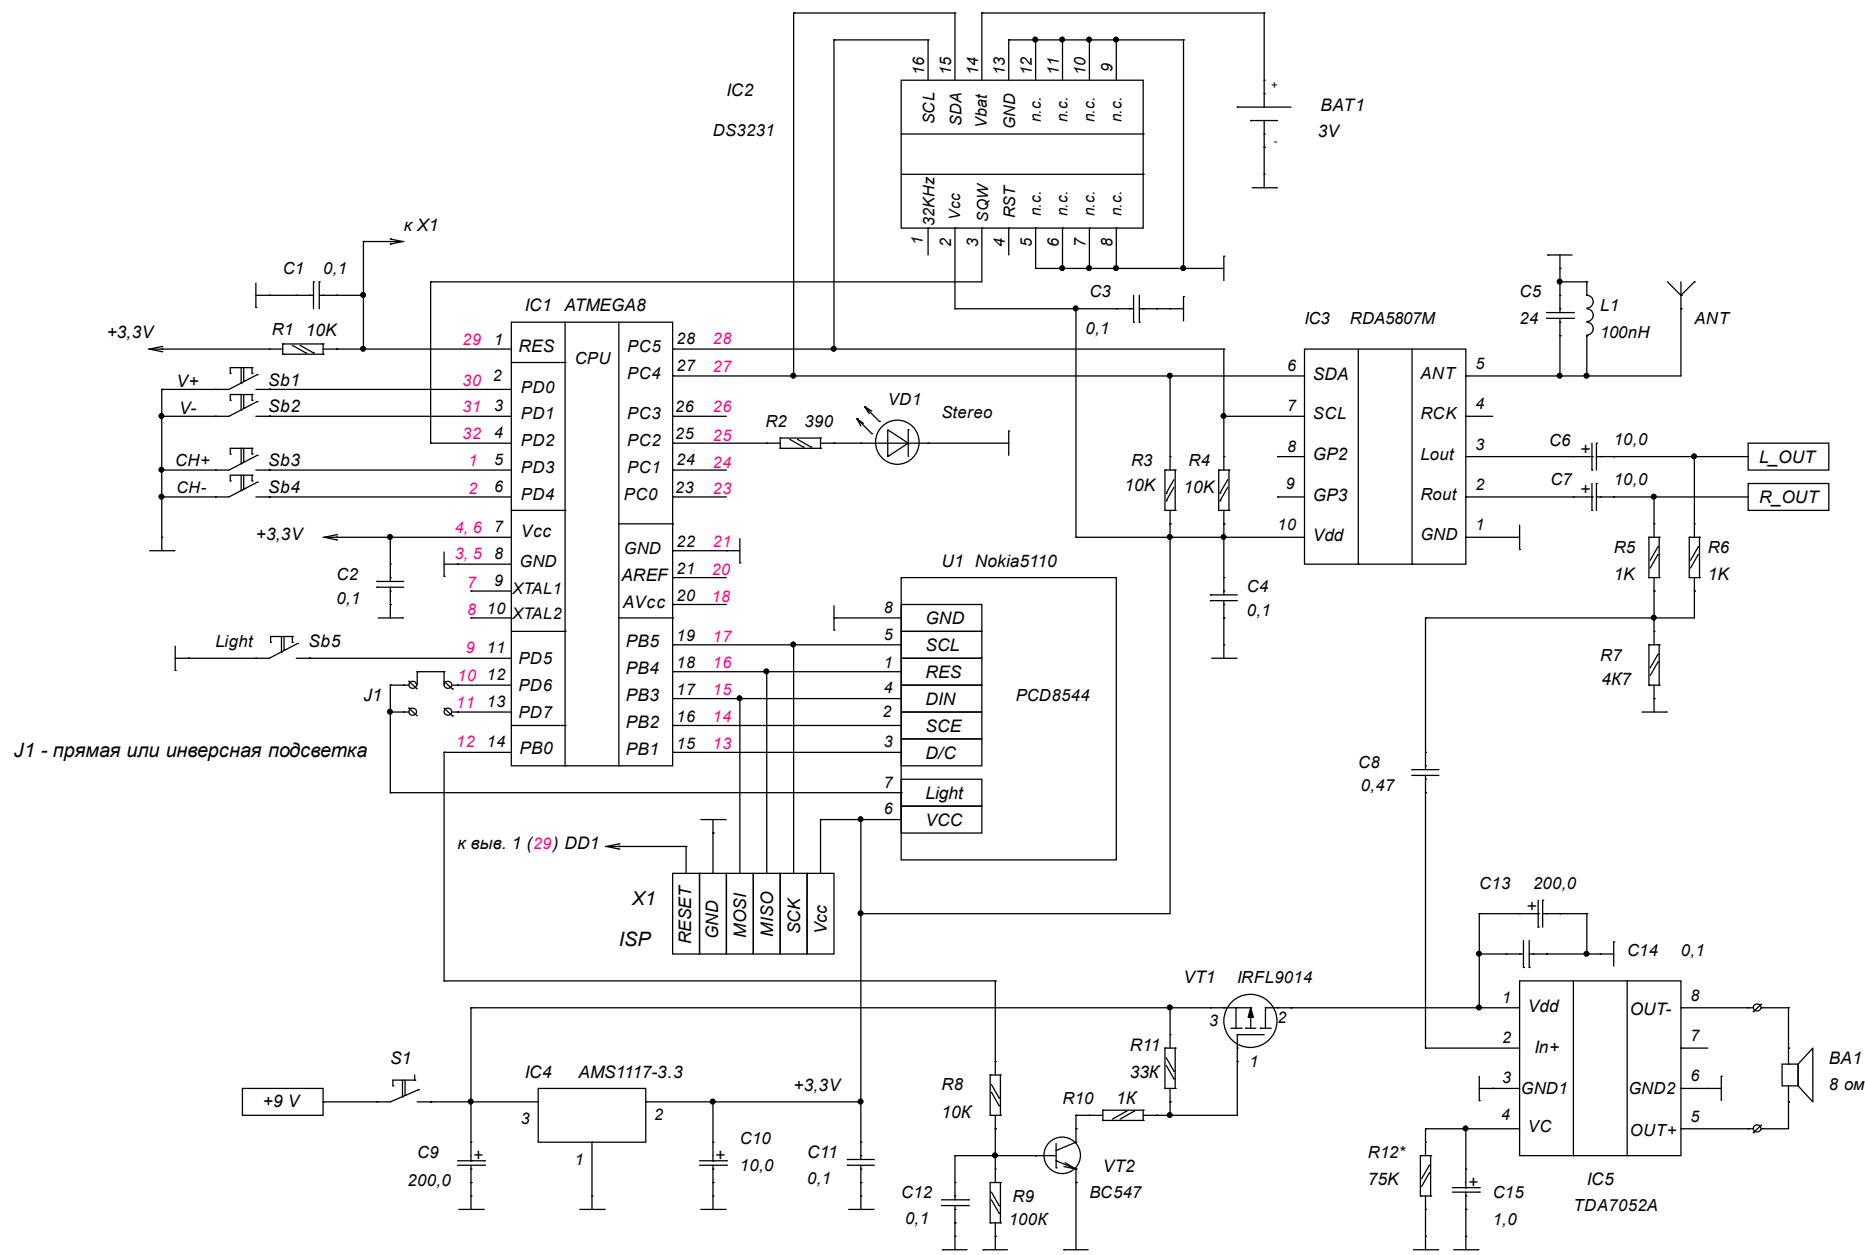 IC2
DS3231
16 15 14 13 12 11 10 9
SCL SDA Vbat GND n.c. n.c. n.c. n.c.
32KHz Vcc SQW RST n.c. n.c. n.c. n.c.
1 2 3 4 5 6 7 8
+
-
BAT1
3V
к X1
C1 0,1
+3,3V
R1 10K
IC1 ATMEGA8
CPU
29 1 RES
30 2 PD0
31 3 PD1
32 4 PD2
1 5 PD3
2 6 PD4
4, 6 7 Vcc
3, 5 8 GND
7 9 XTAL1
8 10 XTAL2
9 11 PD5
10 12 PD6
11 13 PD7
12 14 PB0
PC5 28 28
PC4 27 27
PC3 26 26
PC2 25 25
PC1 24 24
PC0 23 23
GND 22 21
AREF 21 20
AVcc 20 18
PB5 19 17
PB4 18 16
PB3 17 15
PB2 16 14
PB1 15 13
V+ Sb1
V- Sb2
CH+ Sb3
CH- Sb4
+3,3V
C2
0,1
Light Sb5
J1
J1 - прямая или инверсная подсветка
R2 390
VD1
Stereo
C3
0,1
R3
10K
R4
10K
C4
0,1
IC3 RDA5807M
6 SDA
7 SCL
8 GP2
9 GP3
10 Vdd
ANT 5
RCK 4
Lout 3
Rout 2
GND 1
C5
24
L1
100nH
ANT
C6 + 10,0
L_OUT
C7 + 10,0
R_OUT
R5
1K
R6
1K
R7
4K7
C8
0,47
U1 Nokia5110
PCD8544
8 GND
5 SCL
1 RES
4 DIN
2 SCE
3 D/C
7 Light
6 VCC
к выв. 1 (29) DD1
X1
ISP
RESET GND MOSI MISO SCK Vcc
C13 200,0
+
C14 0,1
VT1 IRFL9014
3 2
1
R11
33K
R10 1K
R8
10K
R9
100K
C12
0,1
VT2
BC547
S1
+9 V
IC4 AMS1117-3.3
3 2
1
+3,3V
C9 +
200,0
C10
+ 10,0
C11
0,1
1 Vdd
2 In+
3 GND1
4 VC
OUT- 8
7
GND2 6
OUT+ 5
IC5
TDA7052A
BA1
8 ом
R12*
75K
+ C15
1,0